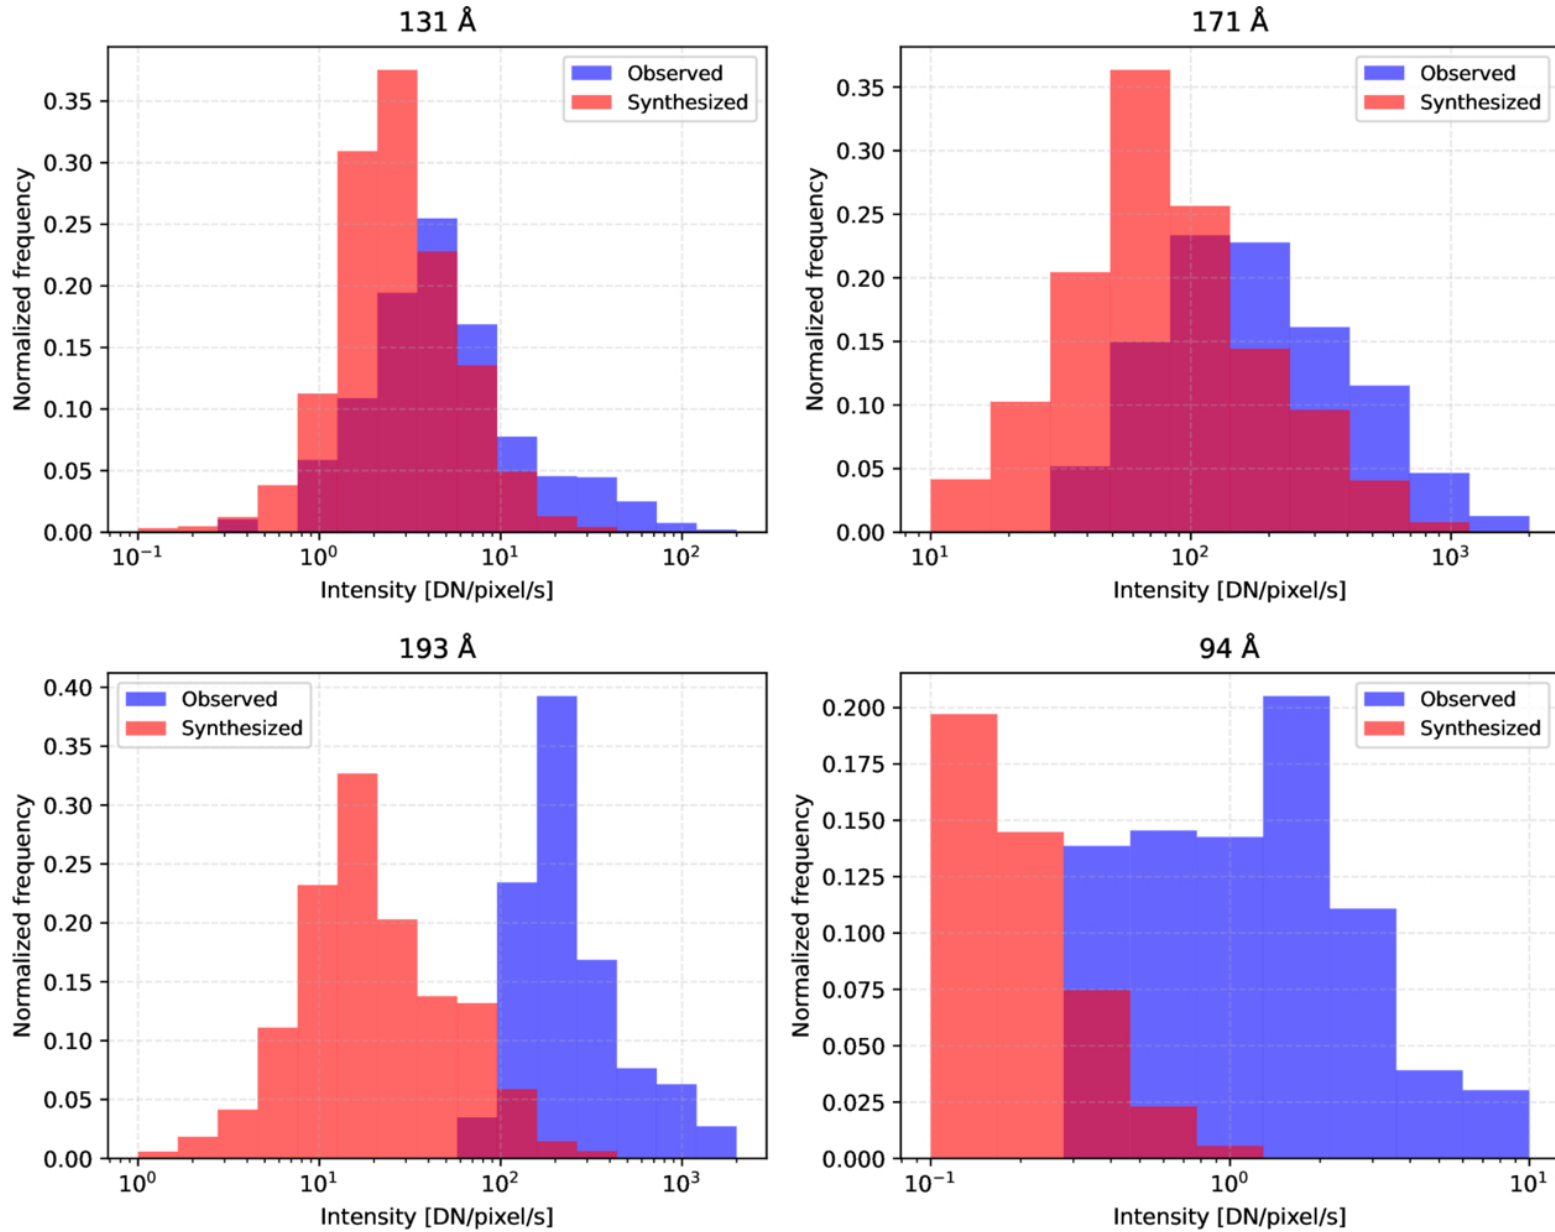 131 Å
Normalized frequency
0.35
0.30
0.25
0.20
0.15
0.10
0.05
0.00
Observed
Synthesized
10⁻¹ 10⁰ 10¹ 10²
Intensity [DN/pixel/s]
171 Å
Normalized frequency
0.35
0.30
0.25
0.20
0.15
0.10
0.05
0.00
Observed
Synthesized
10¹ 10² 10³
Intensity [DN/pixel/s]
193 Å
Normalized frequency
0.40
0.35
0.30
0.25
0.20
0.15
0.10
0.05
0.00
Observed
Synthesized
10⁰ 10¹ 10² 10³
Intensity [DN/pixel/s]
94 Å
Normalized frequency
0.200
0.175
0.150
0.125
0.100
0.075
0.050
0.025
0.000
Observed
Synthesized
10⁻¹ 10⁰ 10¹
Intensity [DN/pixel/s]